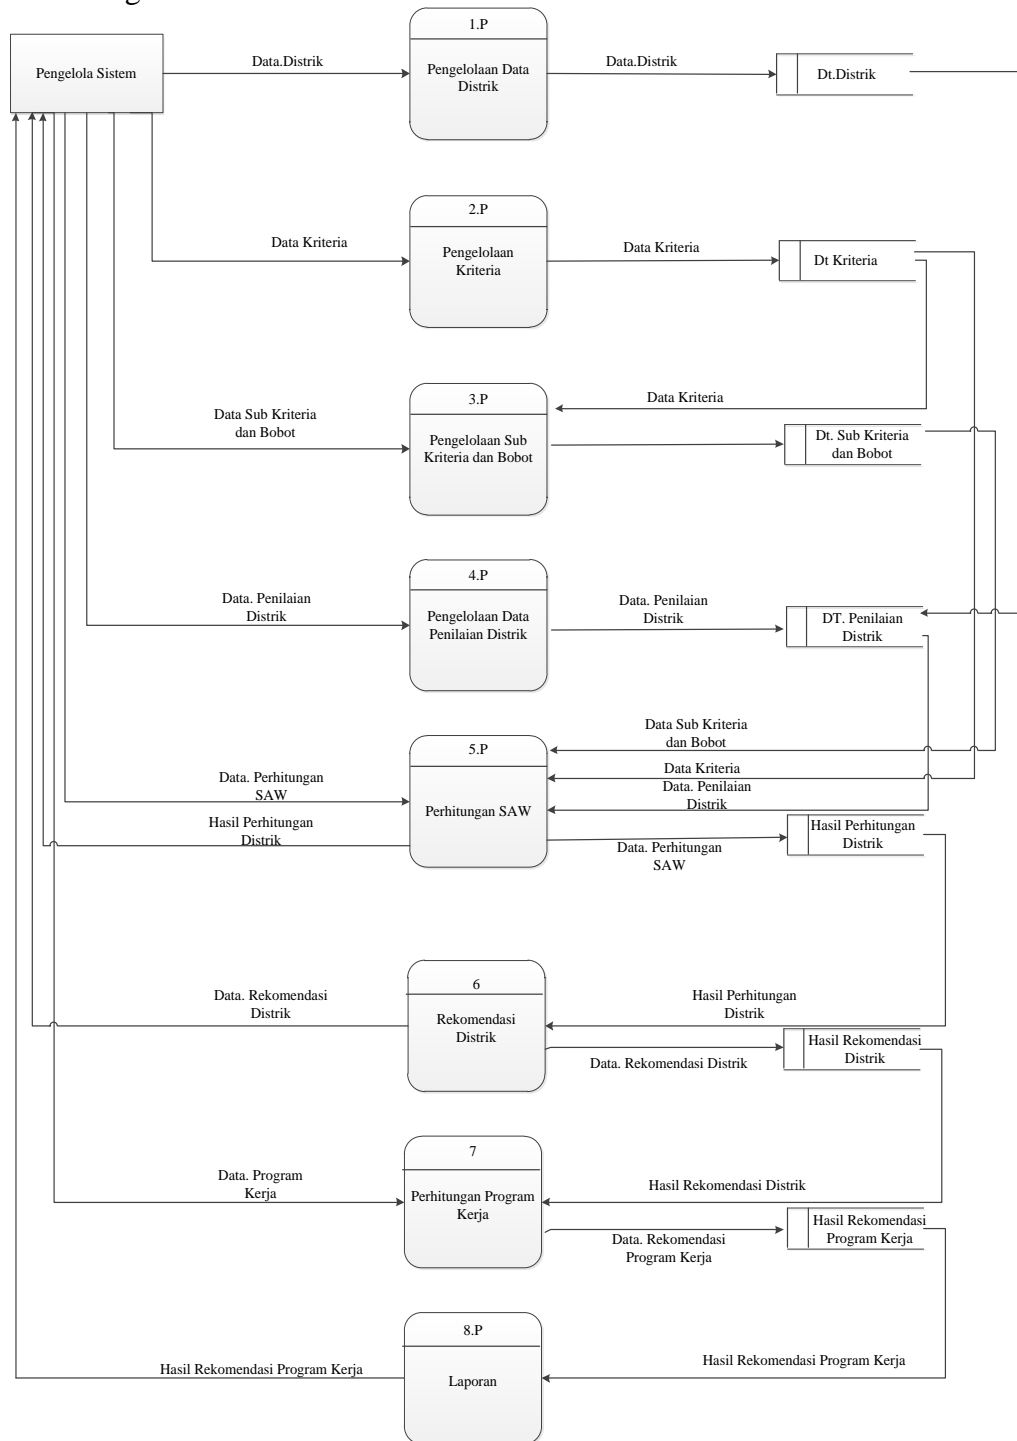 1.P
Pengelola Sistem
Data.Distrik
Pengelolaan Data
Distrik
Data.Distrik
Dt.Distrik
2.P
Data Kriteria
Pengelolaan
Kriteria
Data Kriteria
Dt Kriteria
3.P
Data Kriteria
Data Sub Kriteria
dan Bobot
Pengelolaan Sub
Kriteria dan Bobot
Dt. Sub Kriteria
dan Bobot
4.P
Data. Penilaian
Distrik
Pengelolaan Data
Penilaian Distrik
Data. Penilaian
Distrik
DT. Penilaian
Distrik
5.P
Data Sub Kriteria
dan Bobot
Data Kriteria
Data. Penilaian
Distrik
Data. Perhitungan
SAW
Perhitungan SAW
Hasil Perhitungan
Distrik
Data. Perhitungan
SAW
Hasil Perhitungan
Distrik
6
Data. Rekomendasi
Distrik
Rekomendasi
Distrik
Hasil Perhitungan
Distrik
Data. Rekomendasi Distrik
Hasil Rekomendasi
Distrik
7
Data. Program
Kerja
Perhitungan Program
Kerja
Hasil Rekomendasi Distrik
Data. Rekomendasi
Program Kerja
Hasil Rekomendasi
Program Kerja
8.P
Hasil Rekomendasi Program Kerja
Laporan
Hasil Rekomendasi Program Kerja